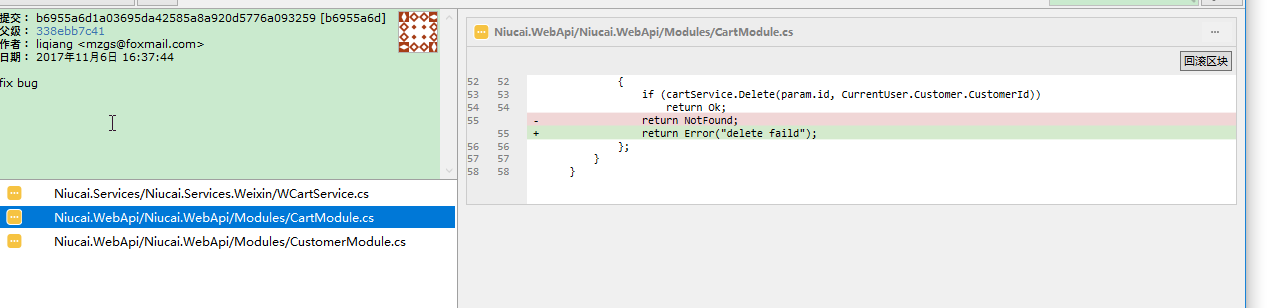 提交： b6955a6d1a03695da42585a8a920d5776a093259 [b6955a6d]
父级： 338ebb7c41
作者： liqiang <mzgs@foxmail.com>
日期： 2017年11月6日 16:37:44
fix bug
Niucai.Services/Niucai.Services.Weixin/WCartService.cs
Niucai.WebApi/Niucai.WebApi/Modules/CartModule.cs
Niucai.WebApi/Niucai.WebApi/Modules/CustomerModule.cs
Niucai.WebApi/Niucai.WebApi/Modules/CartModule.cs
回滚区块
52 52 {
53 53 if (cartService.Delete(param.id, CurrentUser.Customer.CustomerId))
54 54 return Ok;
55 - return NotFound;
55 + return Error("delete faild");
56 56 };
57 57 }
58 58 }